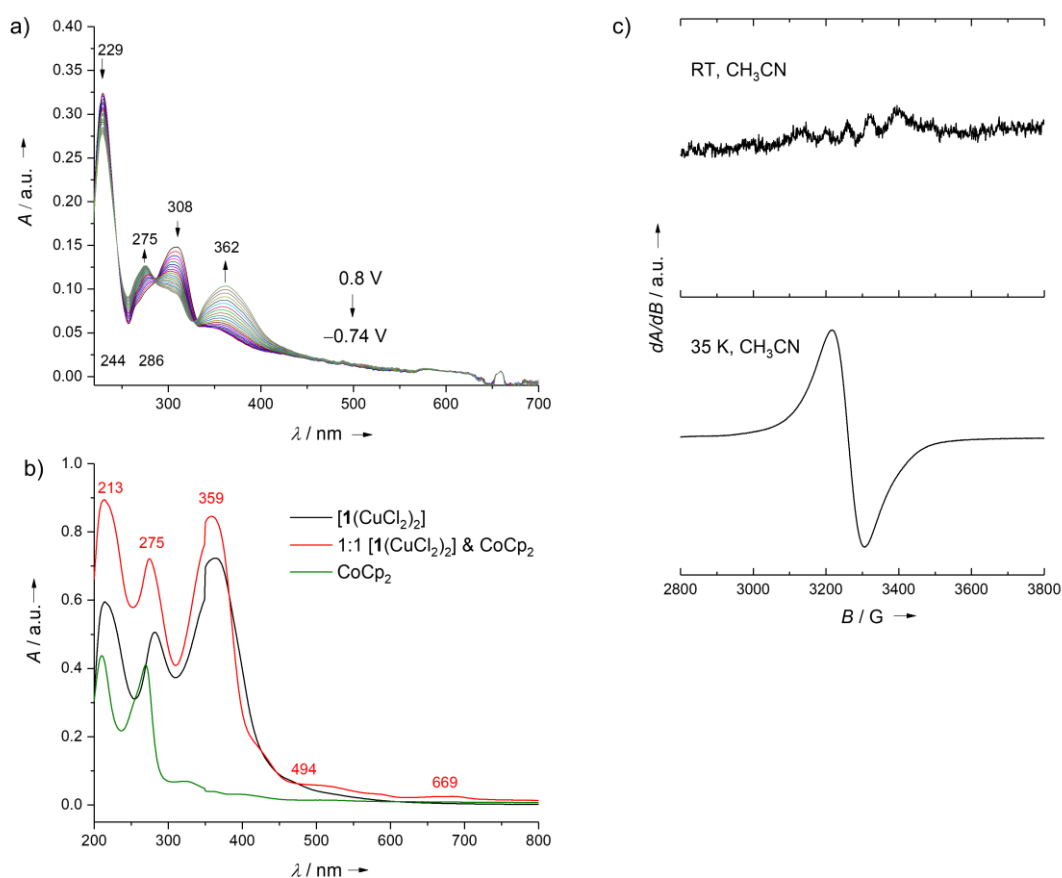 a)
0.40
0.35
0.30
0.25
0.20
0.15
0.10
0.05
0.00
A / a.u.
229
275
308
362
0.8 V
−0.74 V
244 286
300 400 500 600 700
λ / nm
b)
1.0
0.8
0.6
0.4
0.2
0.0
A / a.u.
213
275
359
494
669
[1(CuCl₂)₂]
1:1 [1(CuCl₂)₂] & CoCp₂
CoCp₂
200 300 400 500 600 700 800
λ / nm
c)
RT, CH₃CN
35 K, CH₃CN
dA/dB / a.u.
2800 3000 3200 3400 3600 3800
B / G